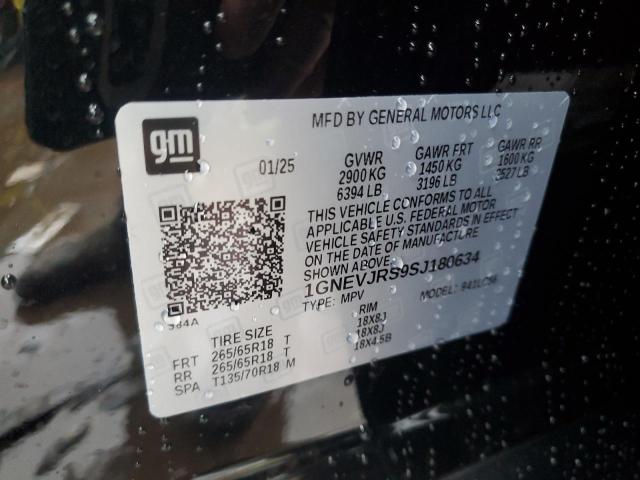 gm
MFD BY GENERAL MOTORS LLC
01/25
GVWR GAWR FRT GAWR RR
2900 KG 1450 KG 1600 KG
6394 LB 3196 LB 3527 LB
THIS VEHICLE CONFORMS TO ALL
APPLICABLE U.S. FEDERAL MOTOR
VEHICLE SAFETY STANDARDS IN EFFECT
ON THE DATE OF MANUFACTURE
SHOWN ABOVE.
1GNEVJRS9SJ180634
TYPE: MPV MODEL:
S84A
TIRE SIZE RIM
FRT 265/65R18 T 18X8J
RR 265/65R18 T 18X8J
SPA T135/70R18 M 18X4.5B